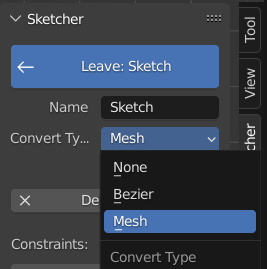 Sketcher
Leave: Sketch
Name Sketch
Convert Ty... Mesh
None
Bezier
Mesh
Convert Type
De
Constraints:
Tool
View
cher